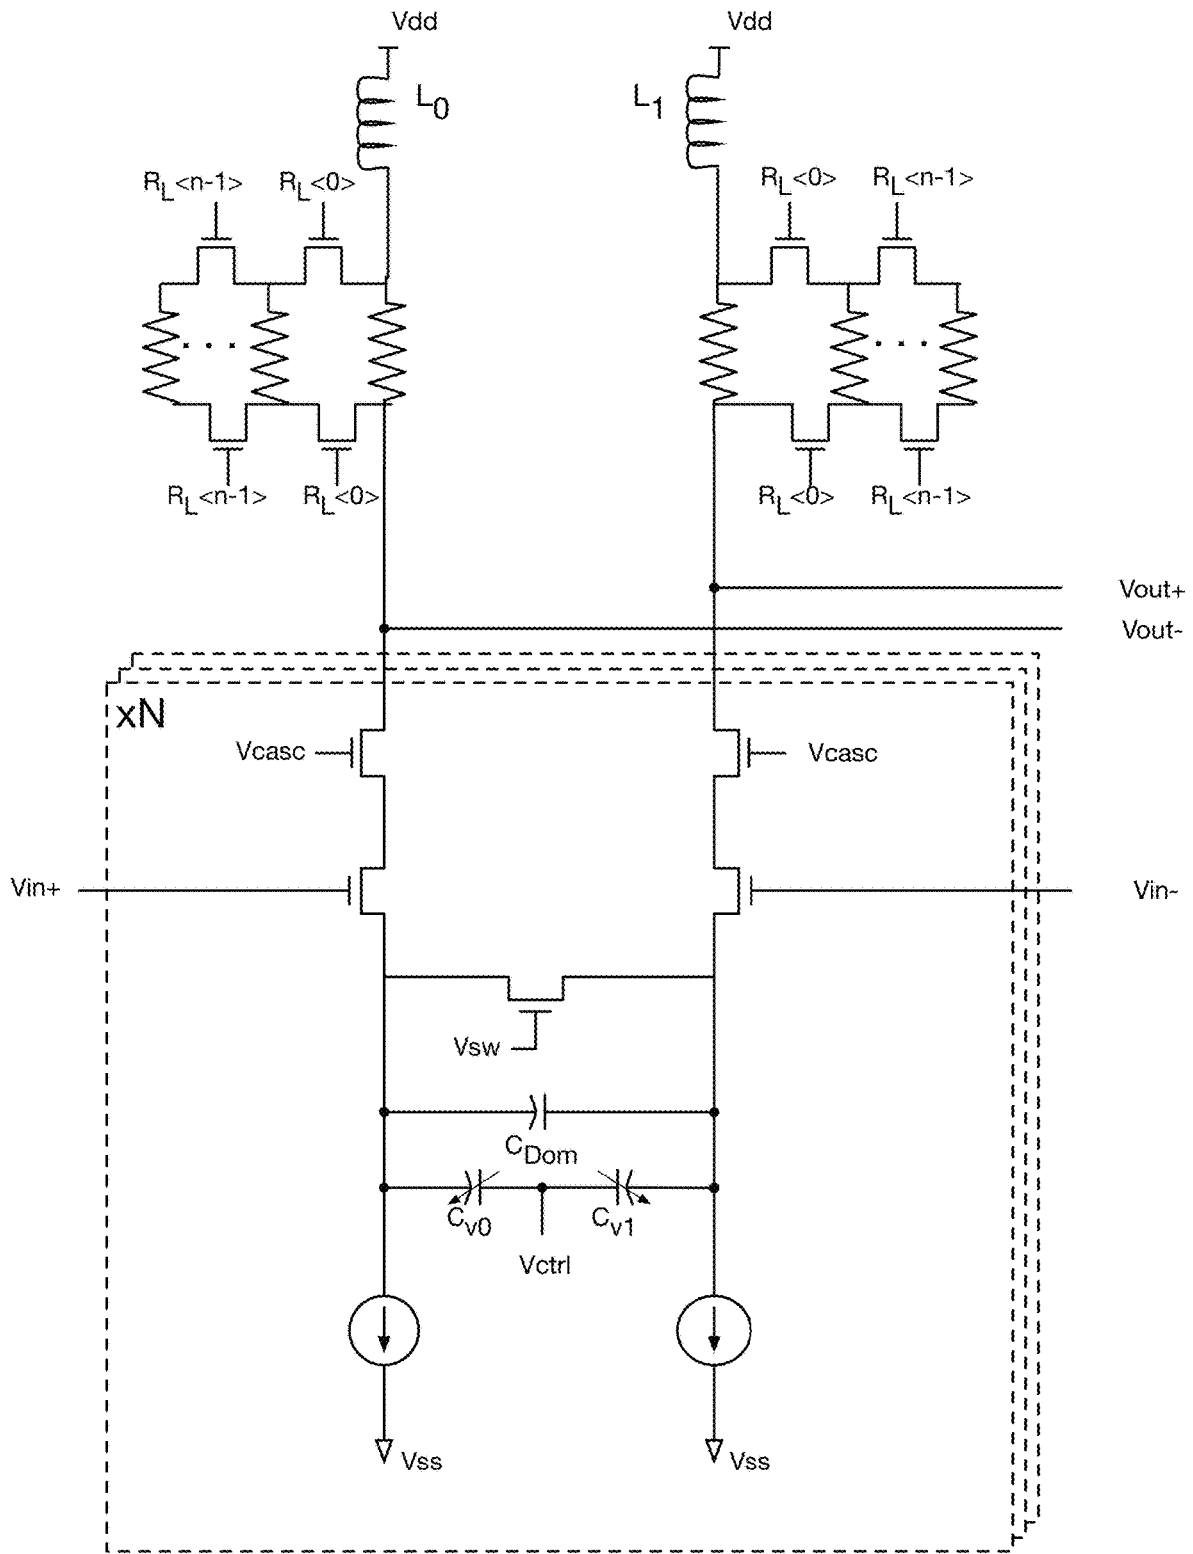 Vdd Vdd
L0 L1
RL<n-1> RL<0> RL<0> RL<n-1>
RL<n-1> RL<0> RL<0> RL<n-1>
Vout+
Vout-
xN
Vcasc Vcasc
Vin+ Vin-
Vsw
CDom
Cv0 Cv1
Vctrl
Vss Vss